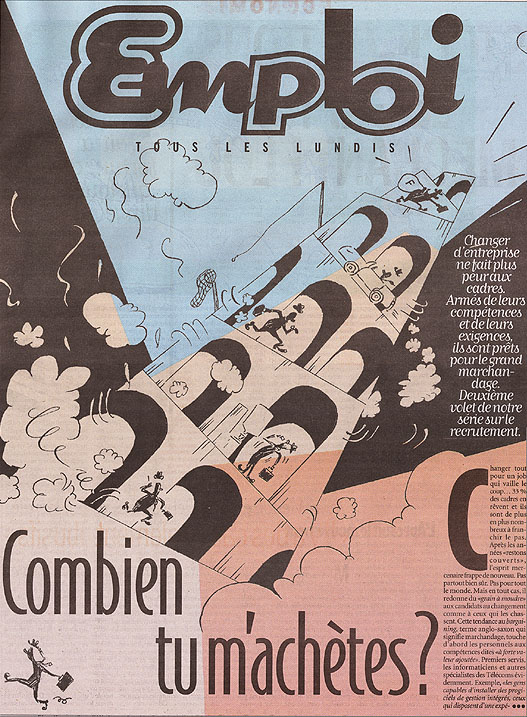 Emploi
TOUS LES LUNDIS
Changer
d'entreprise
ne fait plus
peur aux
cadres.
Armés de leurs
compétences
et de leurs
exigences,
ils sont prêts
pour le grand
marchan-
dage.
Deuxième
volet de notre
série sur le
recrutement.
Combien
tu m'achètes?
Changer tout
pour un job
qui vaille le
coup... 33 %
des cadres en
rêvent et ils
sont de plus
en plus nom-
breux à fran-
chir le pas.
Après les an-
nées «restons
couverts»,
l'esprit mer-
cenaire frappe de nouveau. Pas
partout bien sûr. Pas pour tout
le monde. Mais en tout cas, il
redonne du «grain à moudre»
aux candidats au changement
comme à ceux qui les chas-
sent. Cette tendance au bargai-
ning, terme anglo-saxon qui
signifie marchandage, touche
d'abord les personnels aux
compétences dites «à forte va-
leur ajoutée». Premiers servis,
les informaticiens et autres
spécialistes des Télécoms évi-
demment. Exemple, «les gens
capables d'installer des progi-
ciels de gestion intégrés, ceux
qui disposent d'une expé- ●●●